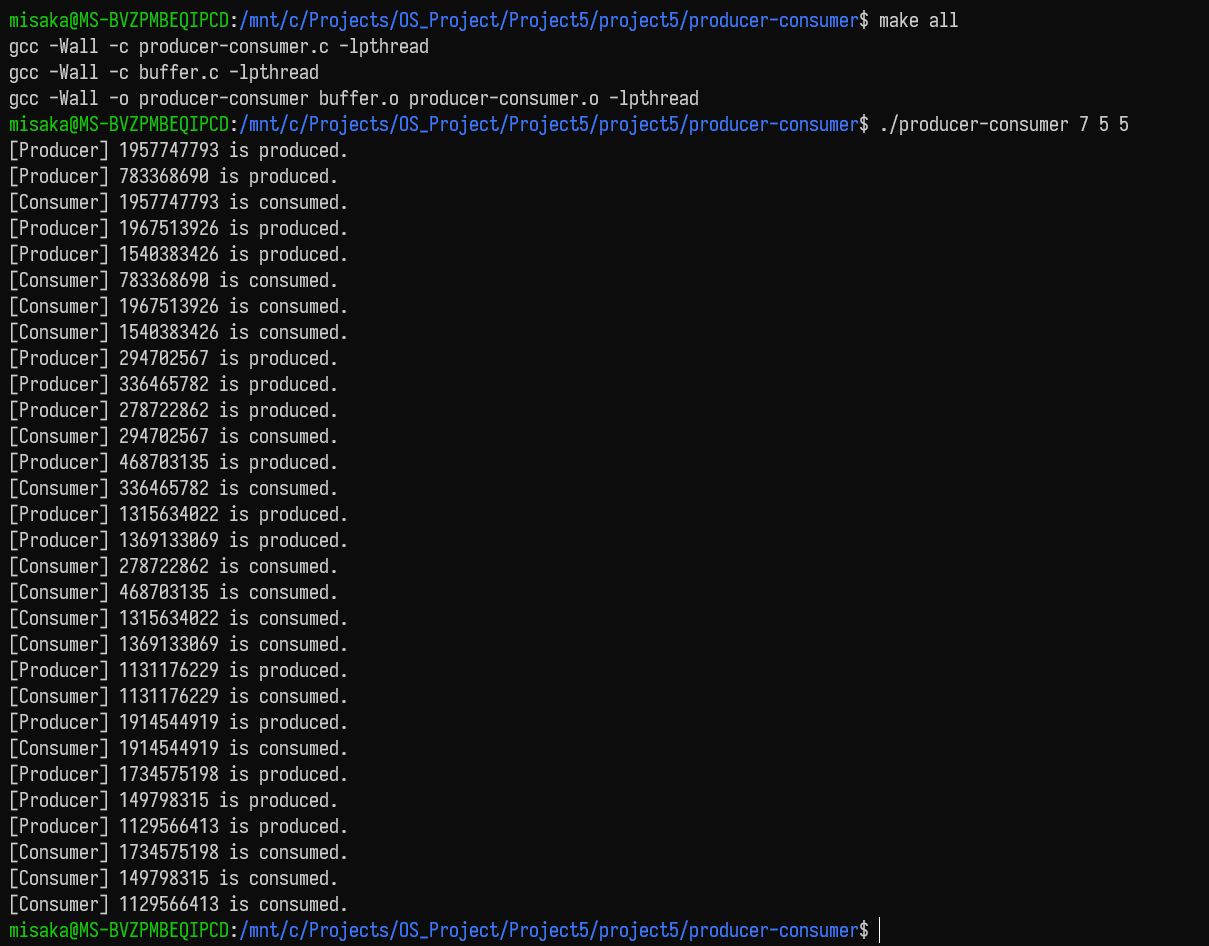 misaka@MS-BVZPMBEQIPCD:/mnt/c/Projects/OS_Project/Project5/project5/producer-consumer$ make all
gcc -Wall -c producer-consumer.c -lpthread
gcc -Wall -c buffer.c -lpthread
gcc -Wall -o producer-consumer buffer.o producer-consumer.o -lpthread
misaka@MS-BVZPMBEQIPCD:/mnt/c/Projects/OS_Project/Project5/project5/producer-consumer$ ./producer-consumer 7 5 5
[Producer] 1957747793 is produced.
[Producer] 783368690 is produced.
[Consumer] 1957747793 is consumed.
[Producer] 1967513926 is produced.
[Producer] 1540383426 is produced.
[Consumer] 783368690 is consumed.
[Consumer] 1967513926 is consumed.
[Consumer] 1540383426 is consumed.
[Producer] 294702567 is produced.
[Producer] 336465782 is produced.
[Producer] 278722862 is produced.
[Consumer] 294702567 is consumed.
[Producer] 468703135 is produced.
[Consumer] 336465782 is consumed.
[Producer] 1315634022 is produced.
[Producer] 1369133069 is produced.
[Consumer] 278722862 is consumed.
[Consumer] 468703135 is consumed.
[Consumer] 1315634022 is consumed.
[Consumer] 1369133069 is consumed.
[Producer] 1131176229 is produced.
[Consumer] 1131176229 is consumed.
[Producer] 1914544919 is produced.
[Consumer] 1914544919 is consumed.
[Producer] 1734575198 is produced.
[Producer] 149798315 is produced.
[Producer] 1129566413 is produced.
[Consumer] 1734575198 is consumed.
[Consumer] 149798315 is consumed.
[Consumer] 1129566413 is consumed.
misaka@MS-BVZPMBEQIPCD:/mnt/c/Projects/OS_Project/Project5/project5/producer-consumer$